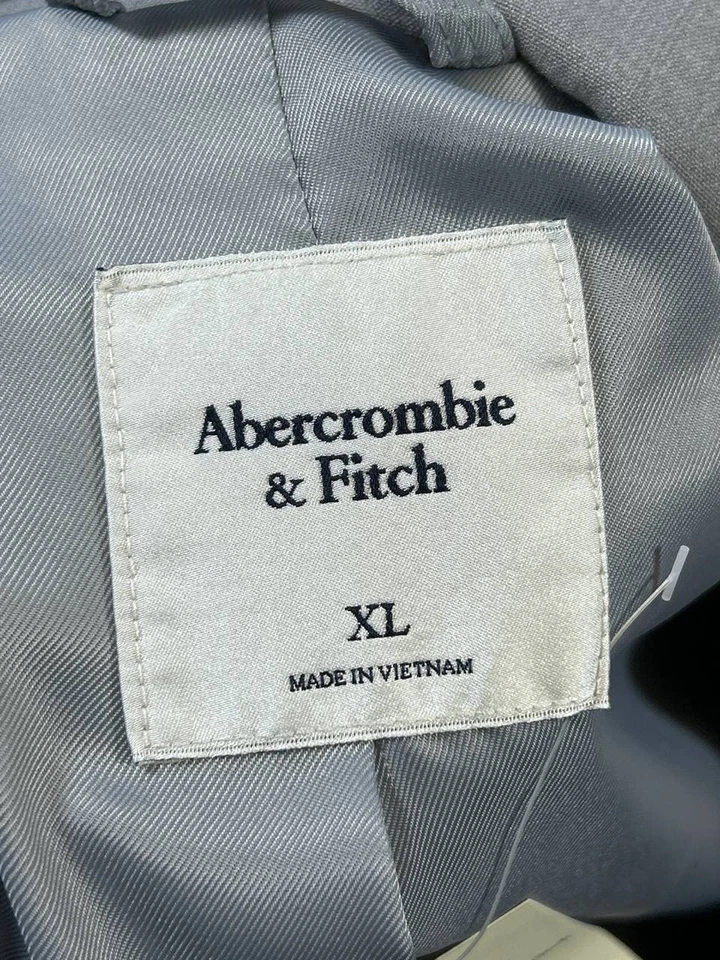 Abercrombie
& Fitch
XL
MADE IN VIETNAM